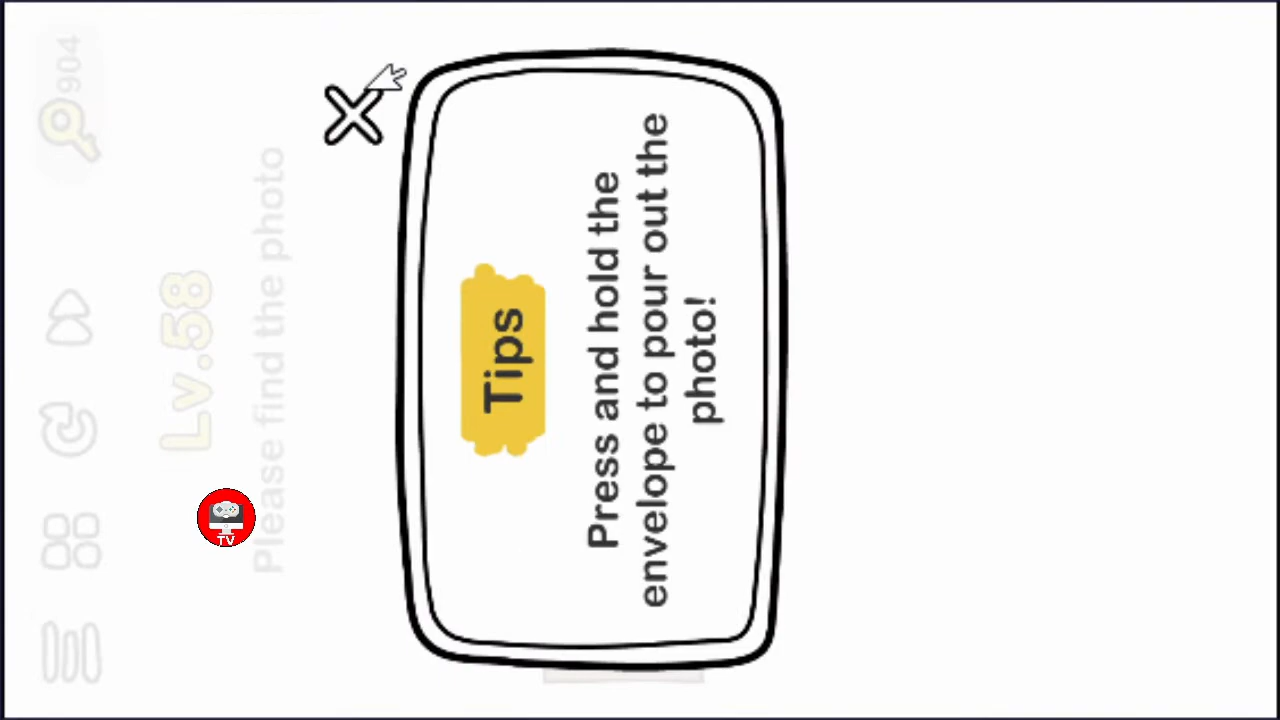 904
Lv.58
Please find the photo
Tips
Press and hold the
envelope to pour out the
photo!
TV